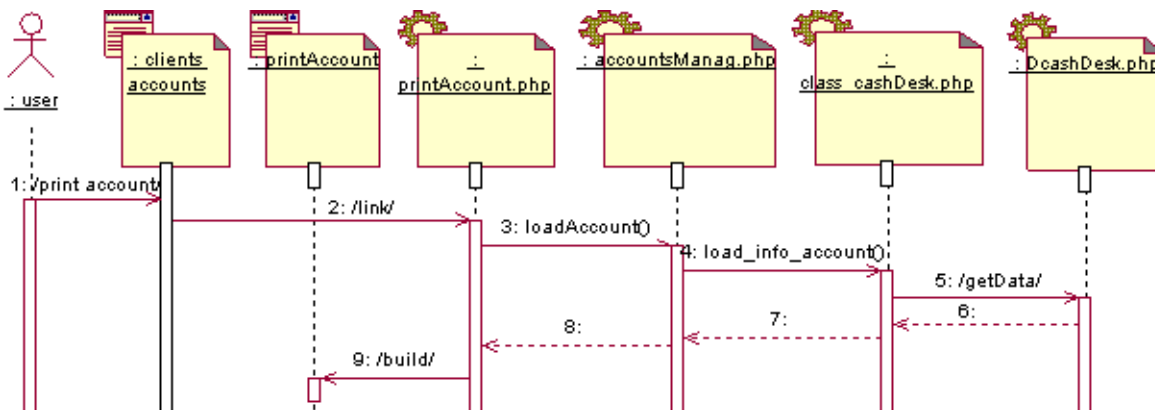 : user
: clients
accounts
: printAccount
:
printAccount.php
: accountsManag.php
:
class_cashDesk.php
: DcashDesk.php
1: /print account/
2: /link/
3: loadAccount()
4: load_info_account()
5: /getData/
6:
7:
8:
9: /build/